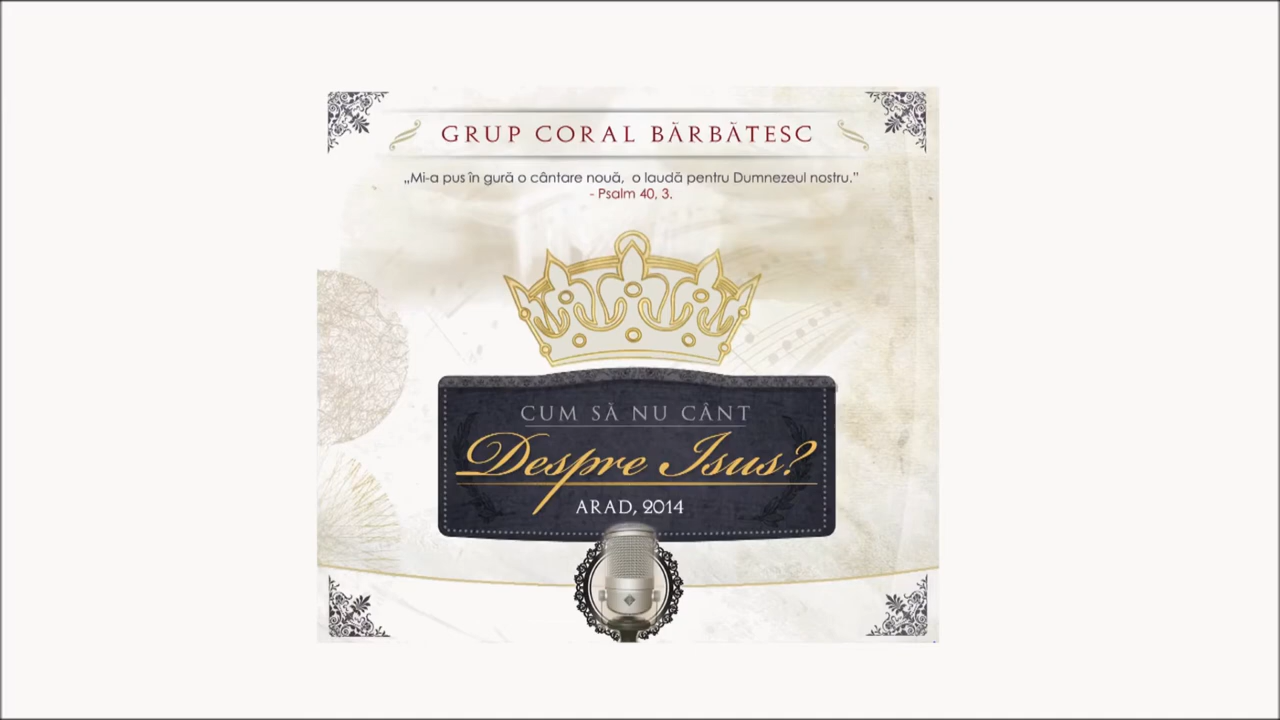 GRUP CORAL BĂRBĂTESC
„Mi-a pus în gură o cântare nouă, o laudă pentru Dumnezeul nostru.”
- Psalm 40, 3.
CUM SĂ NU CÂNT
Despre Isus?
ARAD, 2014